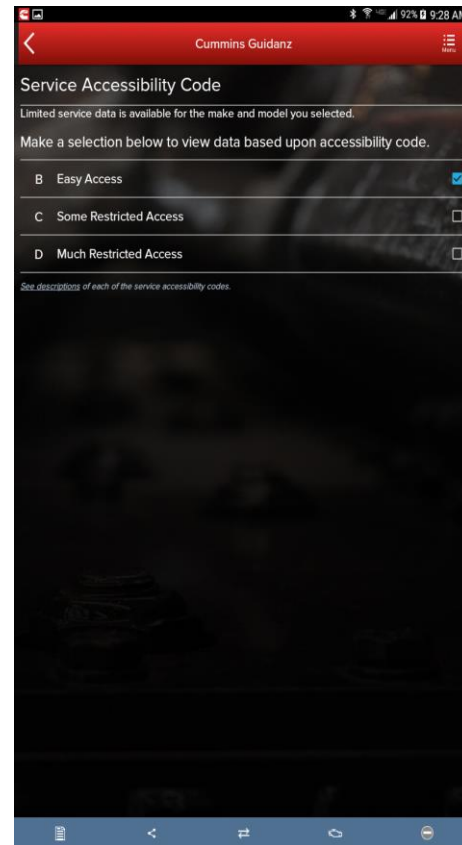 92% 9:28 AM
Cummins Guidanz
Menu
Service Accessibility Code
Limited service data is available for the make and model you selected.
Make a selection below to view data based upon accessibility code.
B Easy Access
C Some Restricted Access
D Much Restricted Access
See descriptions of each of the service accessibility codes.